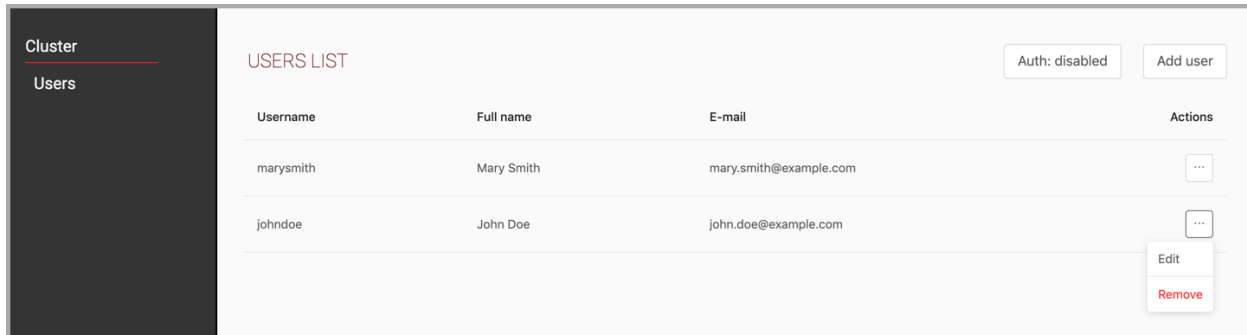 Cluster
Users
USERS LIST
Auth: disabled
Add user
Username Full name E-mail Actions
marysmith Mary Smith mary.smith@example.com ...
johndoe John Doe john.doe@example.com ...
Edit
Remove